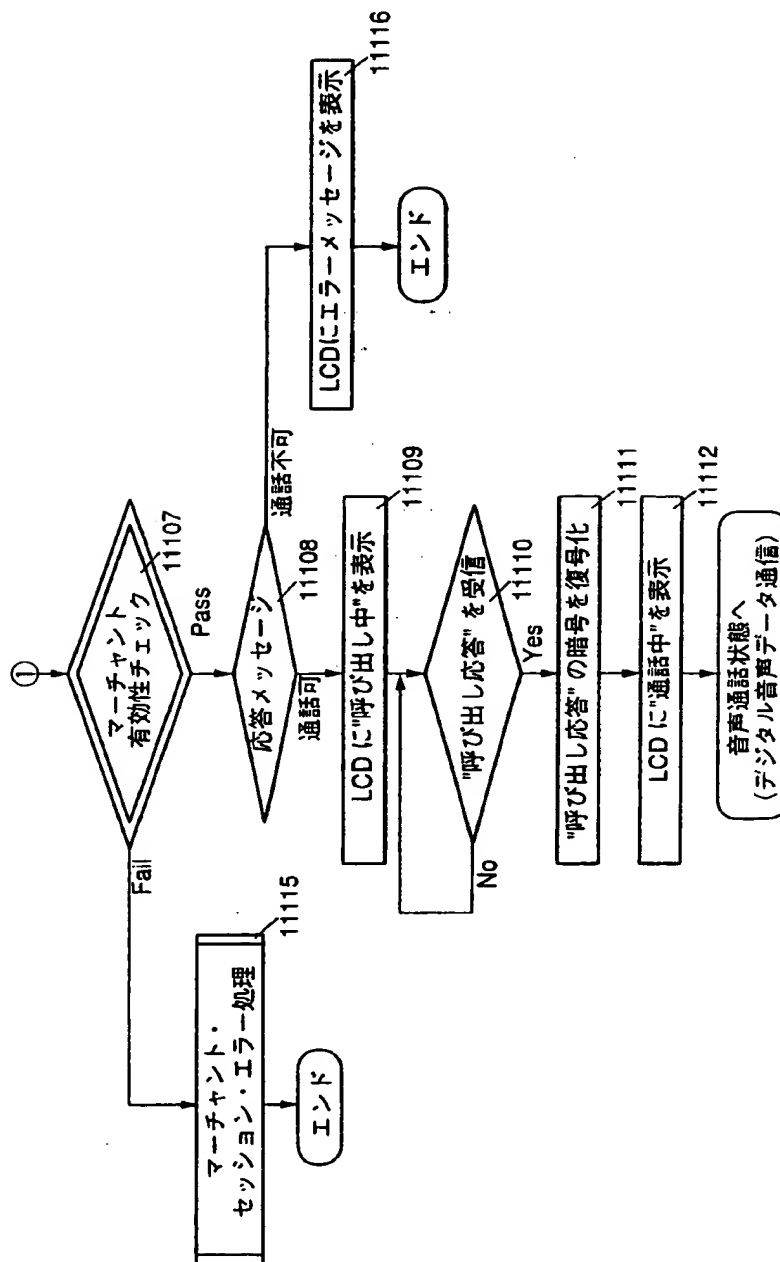 ①
マーチャント
有効性チェック
11107
Fail
Pass
マーチャント・
セッション・エラー処理
11115
エンド
応答メッセージ
11108
通話不可
通話可
LCDにエラーメッセージを表示
11116
エンド
LCDに"呼び出し中"を表示
11109
"呼び出し応答"を受信
11110
No
Yes
"呼び出し応答"の暗号を復号化
11111
LCDに"通話中"を表示
11112
音声通話状態へ
(デジタル音声データ通信)